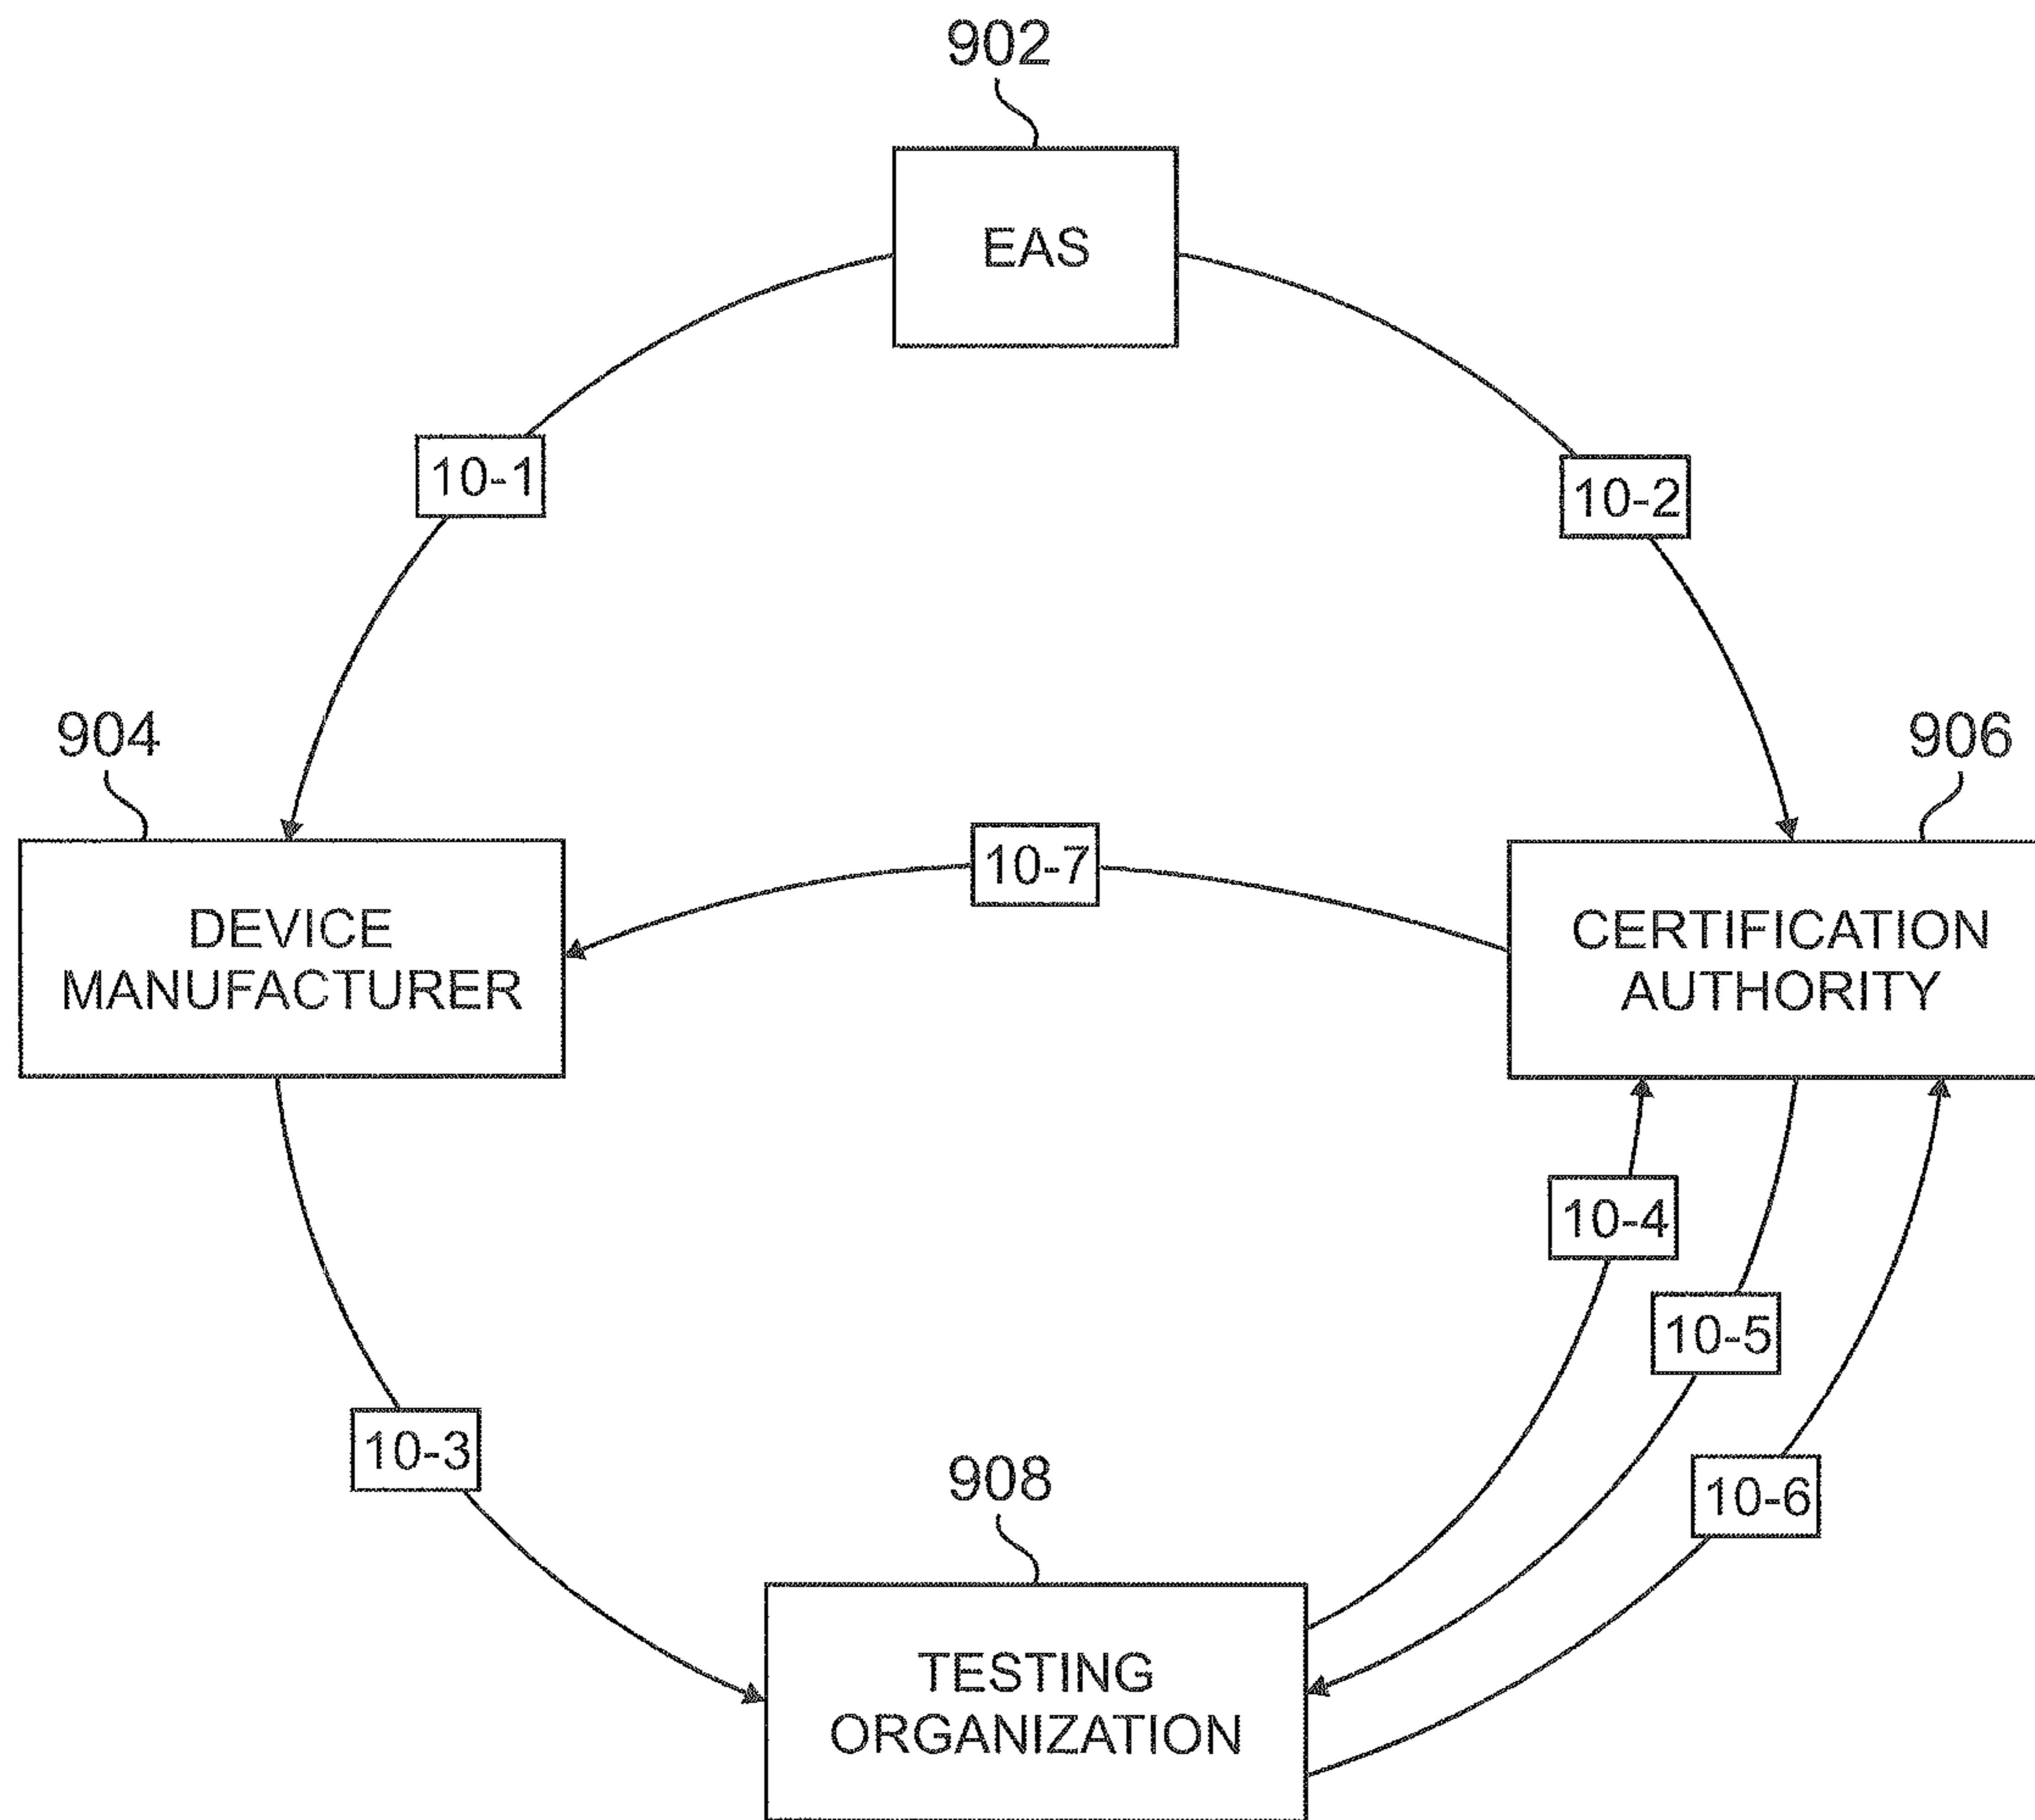 902
EAS
10-1
10-2
904
906
10-7
DEVICE
MANUFACTURER
CERTIFICATION
AUTHORITY
10-4
10-5
10-3
908
10-6
TESTING
ORGANIZATION